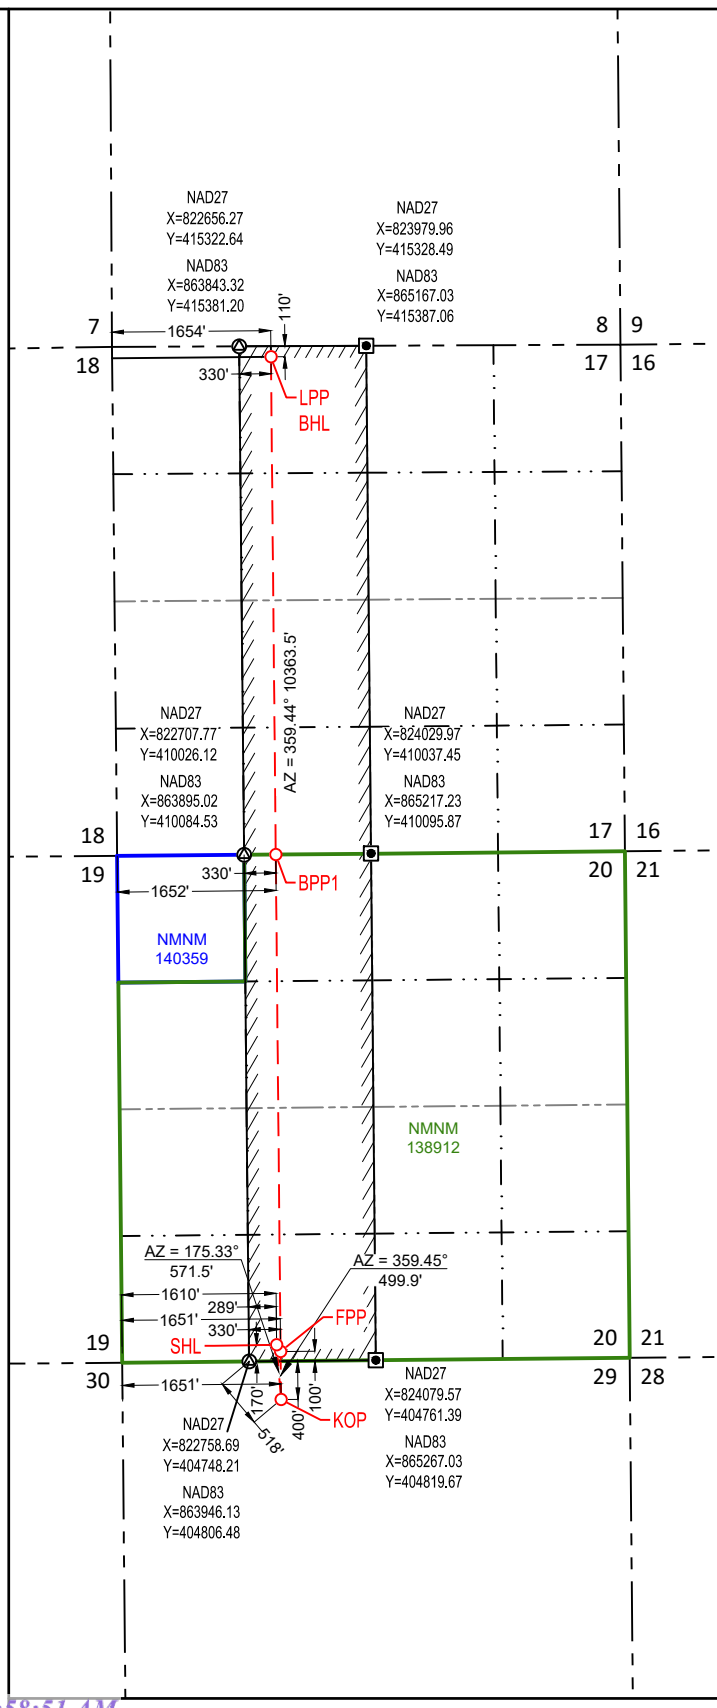 NAD27
X=822656.27
Y=415322.64
NAD83
X=863843.32
Y=415381.20
NAD27
X=823979.96
Y=415328.49
NAD83
X=865167.03
Y=415387.06
7
1654'
110'
8
9
18
330'
17
16
LPP
BHL
AZ = 359.44° 10363.5'
NAD27
X=822707.77
Y=410026.12
NAD83
X=863895.02
Y=410084.53
NAD27
X=824029.97
Y=410037.45
NAD83
X=865217.23
Y=410095.87
18
17
16
19
330'
20
21
BPP1
1652'
NMNM
140359
NMNM
138912
AZ = 175.33°
571.5'
AZ = 359.45°
499.9'
1610'
289'
1651'
FPP
330'
SHL
19
20
21
30
29
28
1651'
170'
100'
400'
518'
KOP
NAD27
X=822758.69
Y=404748.21
NAD83
X=863946.13
Y=404806.48
NAD27
X=824079.57
Y=404761.39
NAD83
X=865267.03
Y=404819.67
58:51 AM